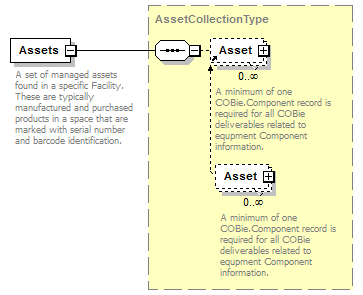 AssetCollectionType
Assets
Asset
0..∞
A set of managed assets
found in a specific Facility.
These are typically
manufactured and purchased
products in a space that are
marked with serial number
and barcode identification.
A minimum of one
COBie.Component record is
required for all COBie
deliverables related to
equpment Component
information.
Asset
0..∞
A minimum of one
COBie.Component record is
required for all COBie
deliverables related to
equpment Component
information.